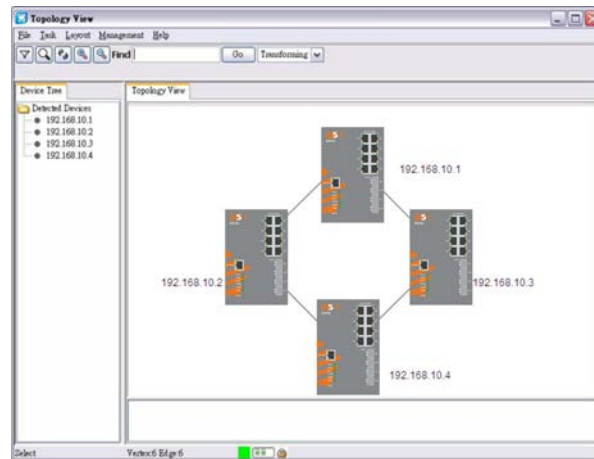 Topology View
File Task Layout Management Help
Find Go Transforming
Device Tree
Detected Devices
192.168.10.1
192.168.10.2
192.168.10.3
192.168.10.4
Topology View
192.168.10.1
192.168.10.2
192.168.10.3
192.168.10.4
Select Vertex:6 Edge:6